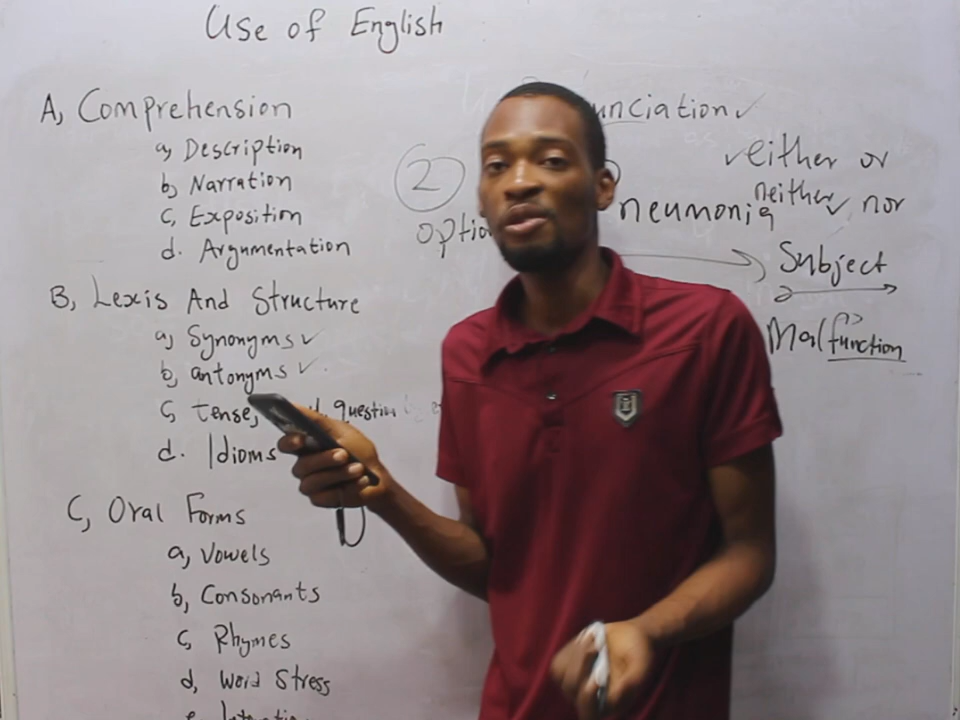 Use of English
A, Comprehension
a, Description
b, Narration
c, Exposition
d. Argumentation
B, Lexis And Structure
a, Synonyms ✓
b, antonyms ✓
c, tense,
d. Idioms
C, Oral Forms
a, Vowels
b, Consonants
c, Rhymes
d, Word Stress
unciation ✓
2
optio
neumonia
✓ either or
neither ✓ nor
Subject
Malfunction